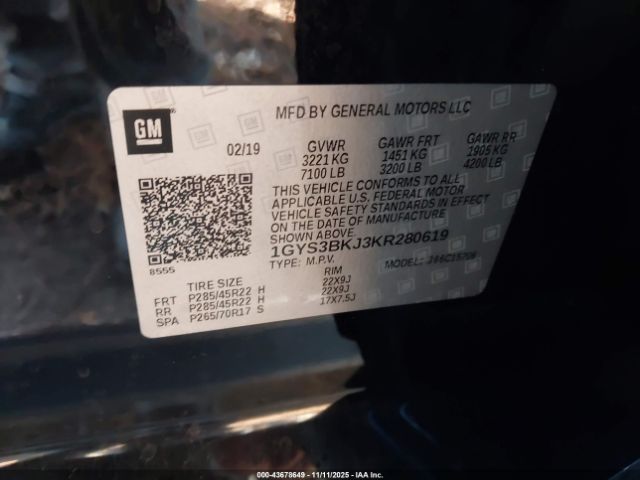 MFD BY GENERAL MOTORS LLC
GM
02/19
GVWR GAWR FRT GAWR RR
3221 KG 1451 KG 1905 KG
7100 LB 3200 LB 4200 LB
THIS VEHICLE CONFORMS TO ALL
APPLICABLE U.S. FEDERAL MOTOR
VEHICLE SAFETY STANDARDS IN EFFECT
ON THE DATE OF MANUFACTURE
SHOWN ABOVE.
1GYS3BKJ3KR280619
TYPE: M.P.V. MODEL:
8555
TIRE SIZE RIM
FRT P285/45R22 H 22X9J
RR P285/45R22 H 22X9J
SPA P265/70R17 S 17X7.5J
000 - 43678649 - 11/11/2025 - IAA Inc.